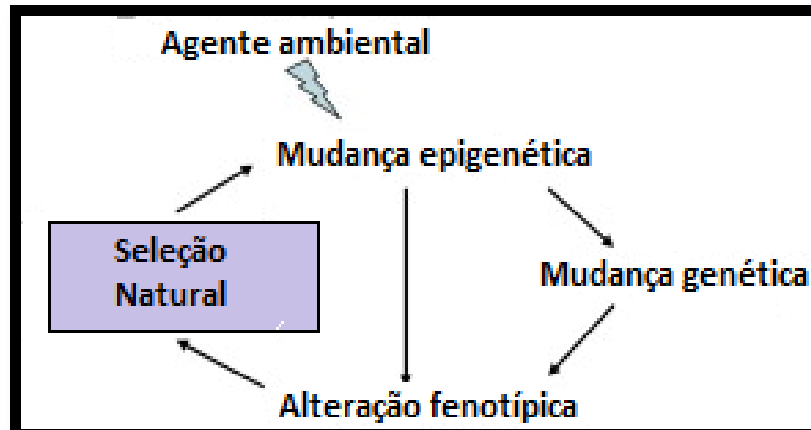 Agente ambiental
Mudança epigenética
Seleção
Natural
Mudança genética
Alteração fenotípica